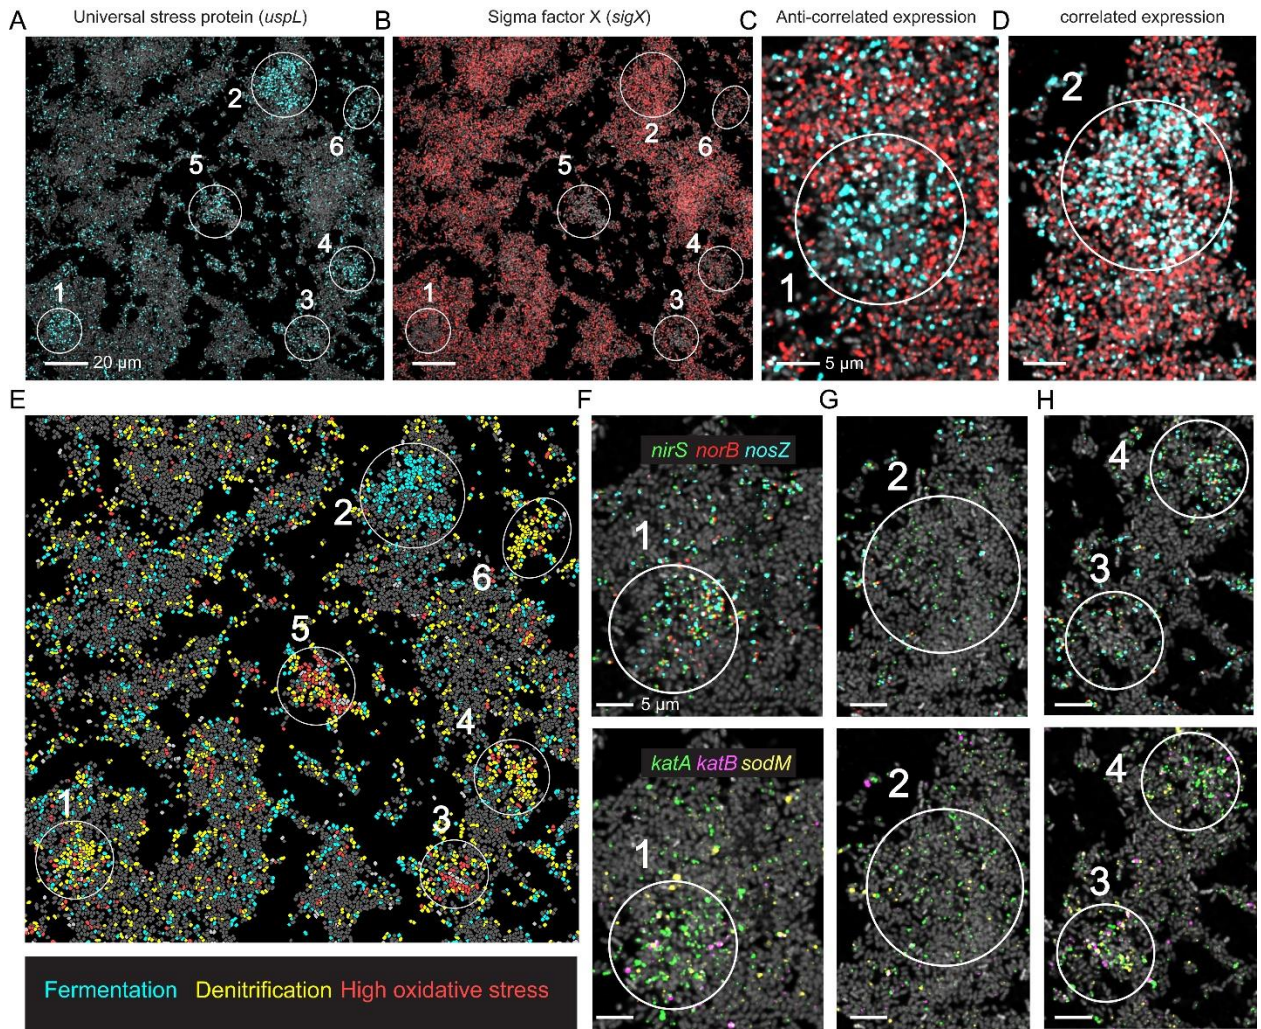 A Universal stress protein (uspL)
B Sigma factor X (sigX)
C Anti-correlated expression
D correlated expression
2
6
5
4
1
3
20 µm
2
6
5
4
1
3
1
5 µm
2
E
2
6
5
4
1
3
Fermentation Denitrification High oxidative stress
F
nirS norB nosZ
1
5 µm
G
2
H
4
3
katA katB sodM
1
2
4
3